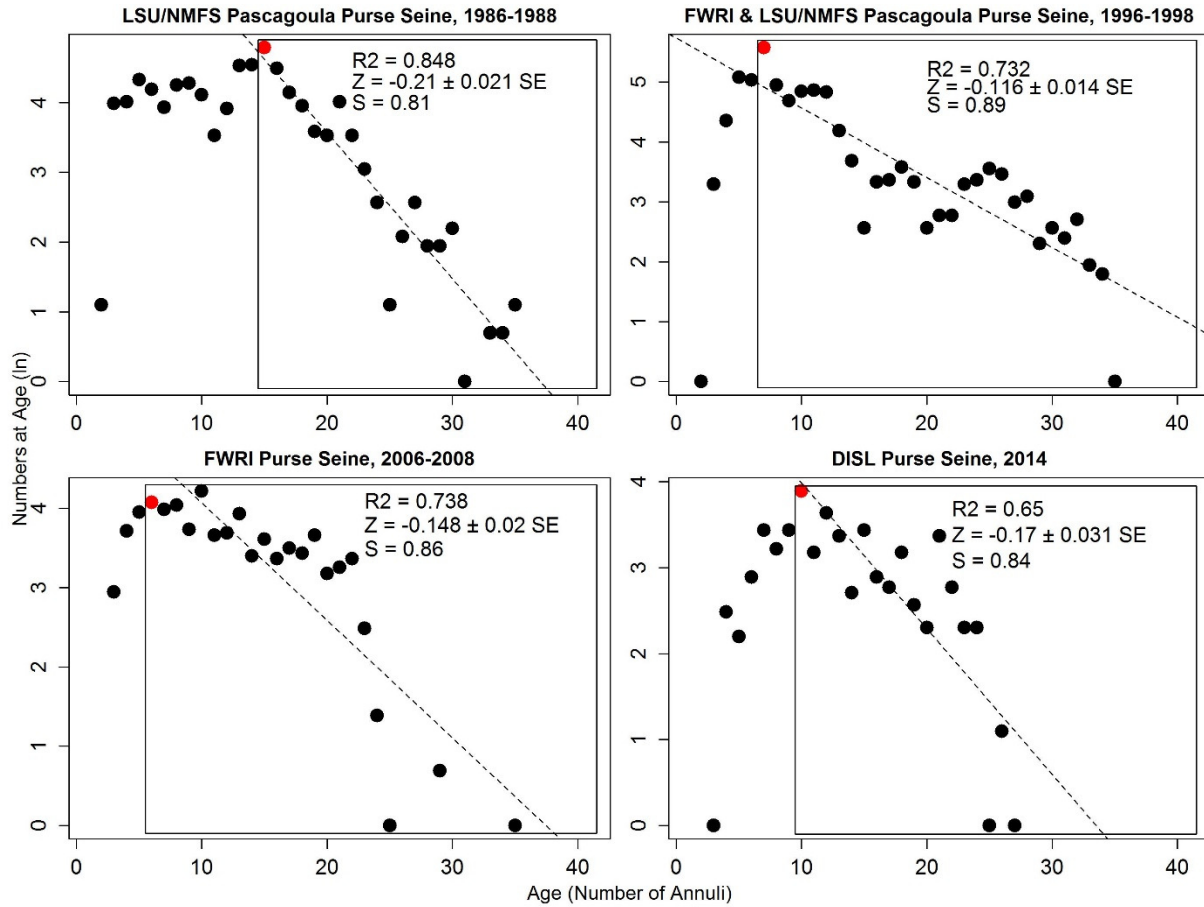 LSU/NMFS Pascagoula Purse Seine, 1986-1988
R2 = 0.848
Z = -0.21 ± 0.021 SE
S = 0.81
0 1 2 3 4
0 10 20 30 40
FWRI & LSU/NMFS Pascagoula Purse Seine, 1996-1998
R2 = 0.732
Z = -0.116 ± 0.014 SE
S = 0.89
0 1 2 3 4 5
0 10 20 30 40
Numbers at Age (ln)
FWRI Purse Seine, 2006-2008
R2 = 0.738
Z = -0.148 ± 0.02 SE
S = 0.86
0 1 2 3 4
0 10 20 30 40
DISL Purse Seine, 2014
R2 = 0.65
Z = -0.17 ± 0.031 SE
S = 0.84
0 1 2 3 4
0 10 20 30 40
Age (Number of Annuli)